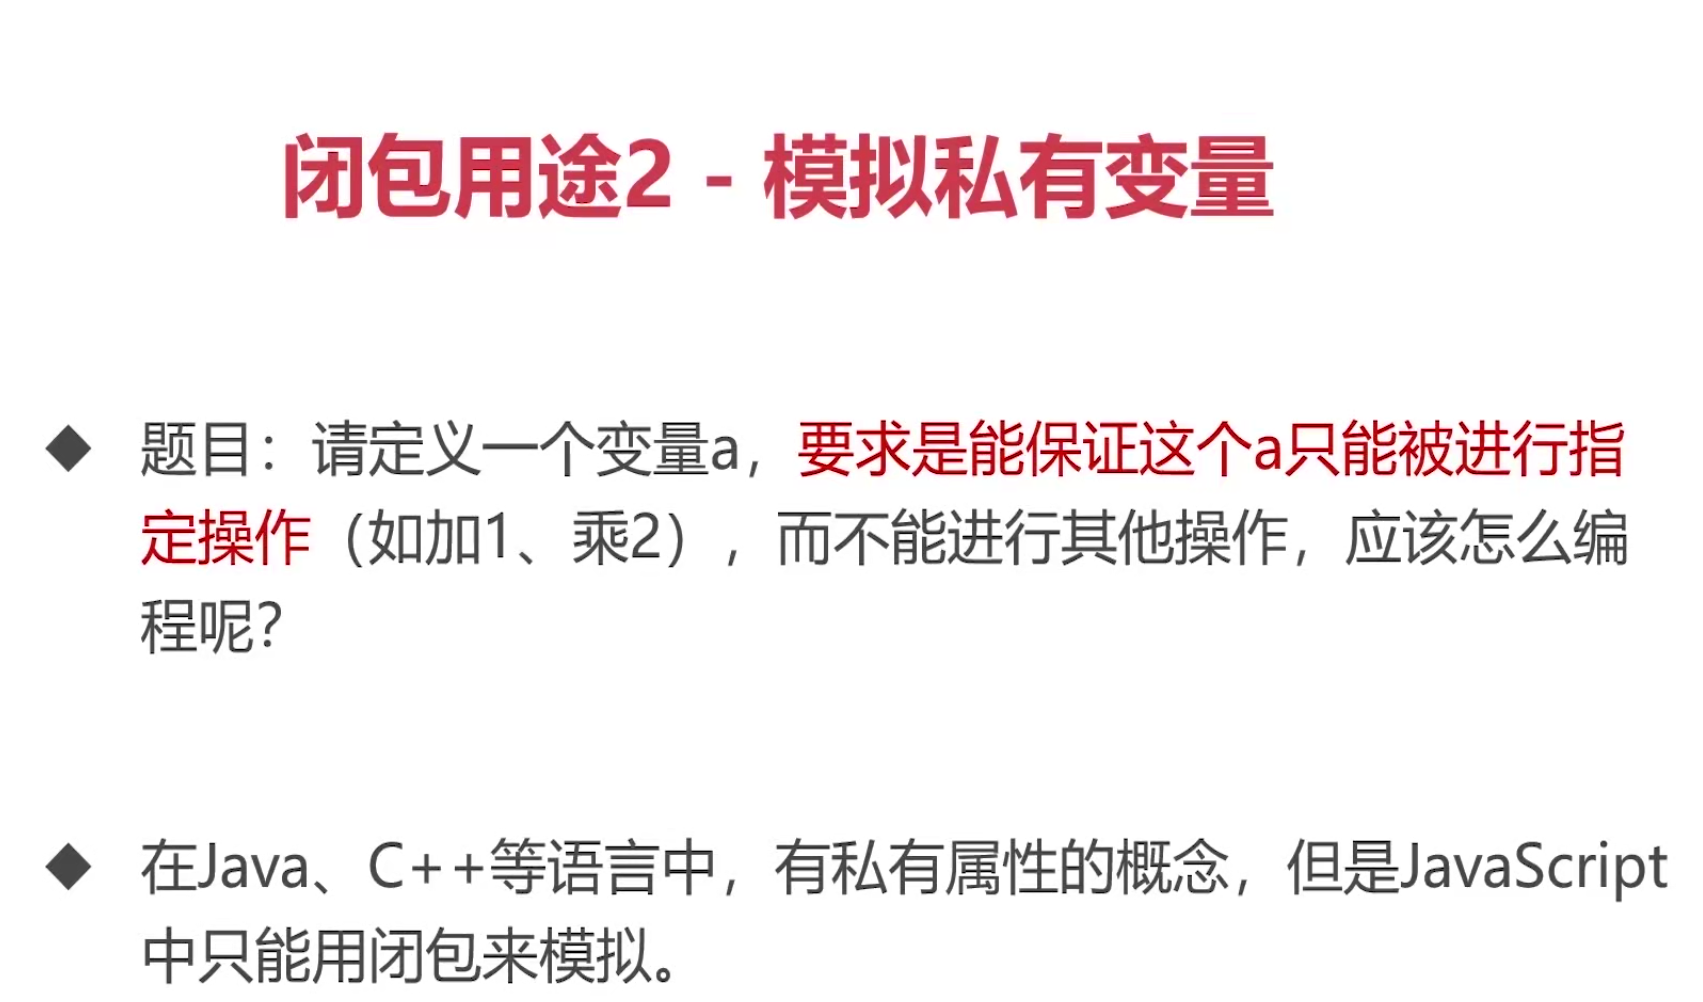 闭包用途2 - 模拟私有变量
◆ 题目：请定义一个变量a，要求是能保证这个a只能被进行指
定操作（如加1、乘2），而不能进行其他操作，应该怎么编
程呢？
◆ 在Java、C++等语言中，有私有属性的概念，但是JavaScript
中只能用闭包来模拟。